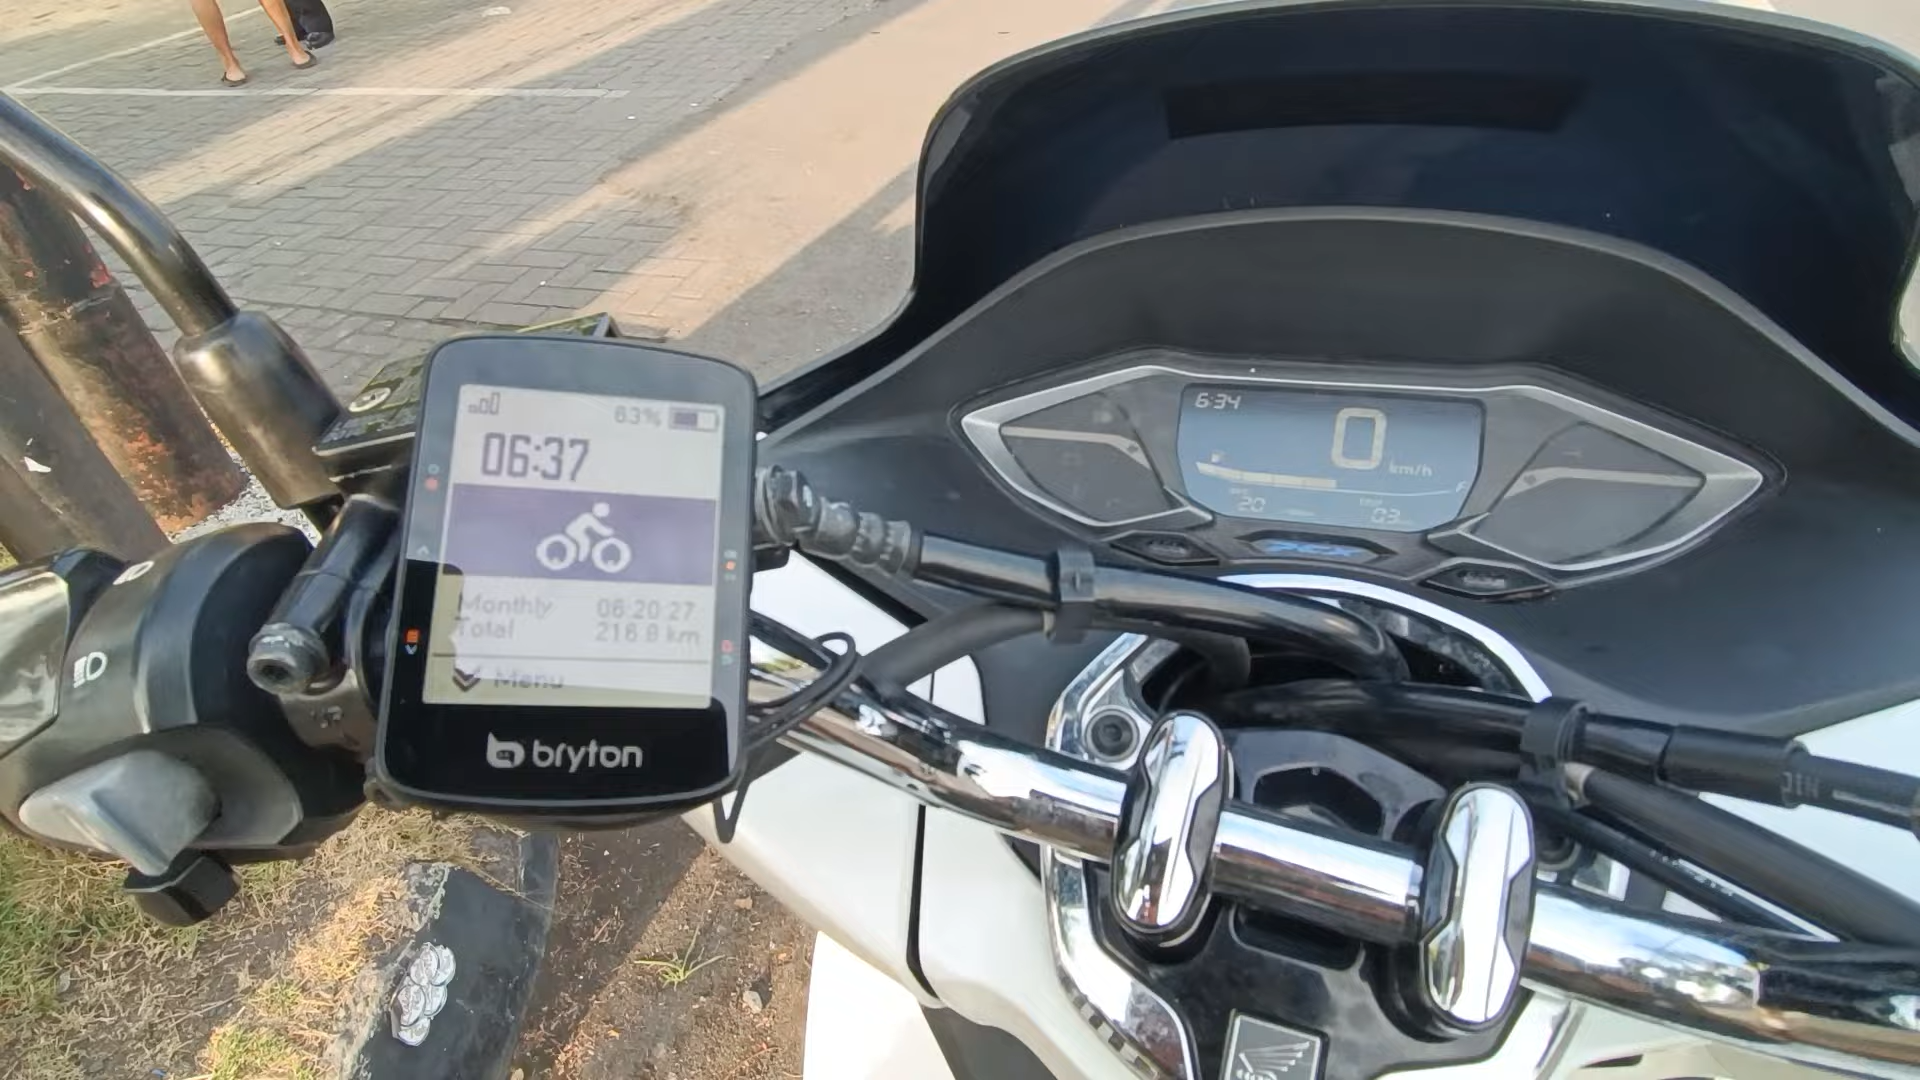 63%
06:37
Monthly 06:20:27
Total 216.8 km
Menu
bryton
6:34
0 km/h
F
20
03
PCX